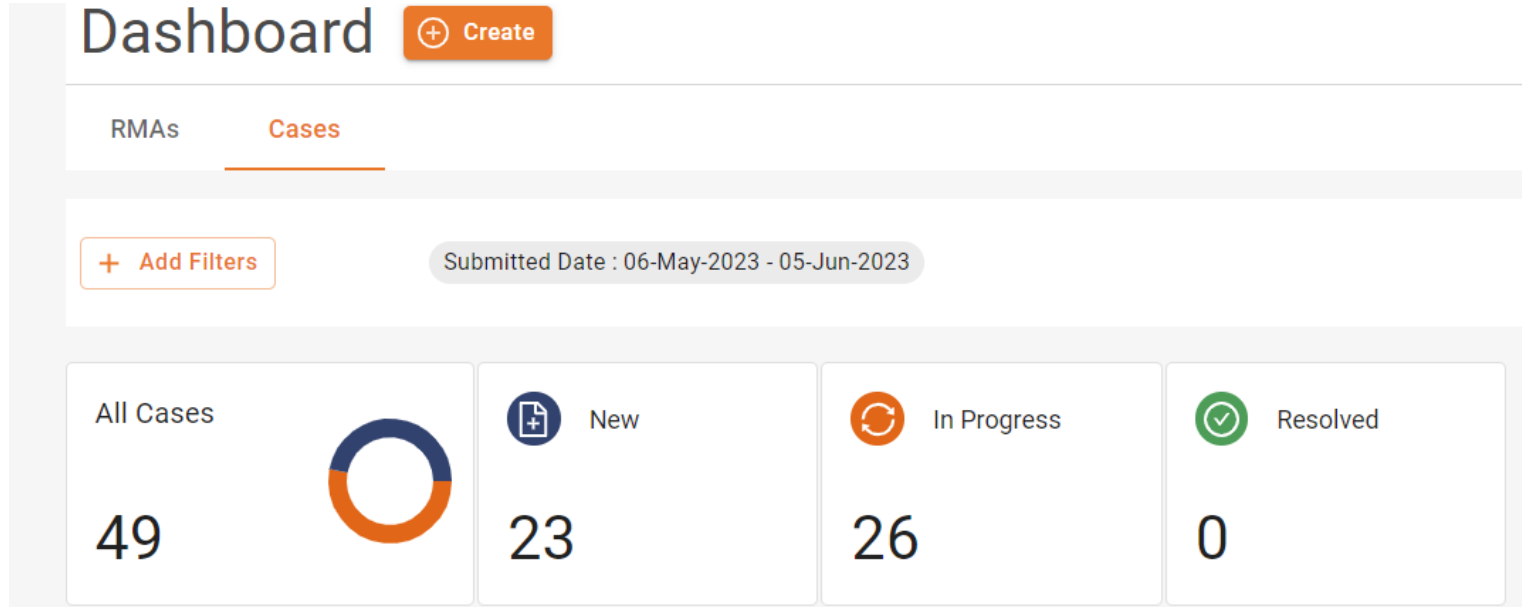 Dashboard
Create
RMAs Cases
Add Filters
Submitted Date : 06-May-2023 - 05-Jun-2023
All Cases
49
New
23
In Progress
26
Resolved
0